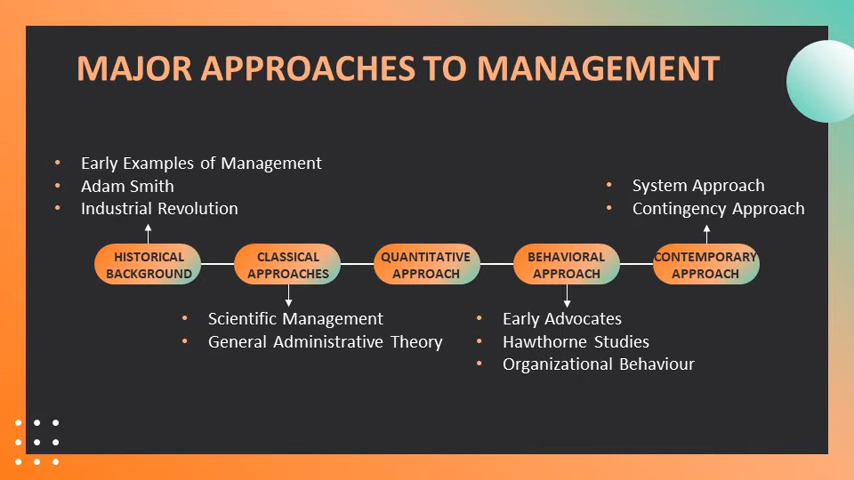 MAJOR APPROACHES TO MANAGEMENT
• Early Examples of Management
• Adam Smith
• Industrial Revolution
• System Approach
• Contingency Approach
HISTORICAL
BACKGROUND
CLASSICAL
APPROACHES
QUANTITATIVE
APPROACH
BEHAVIORAL
APPROACH
CONTEMPORARY
APPROACH
• Scientific Management
• General Administrative Theory
• Early Advocates
• Hawthorne Studies
• Organizational Behaviour